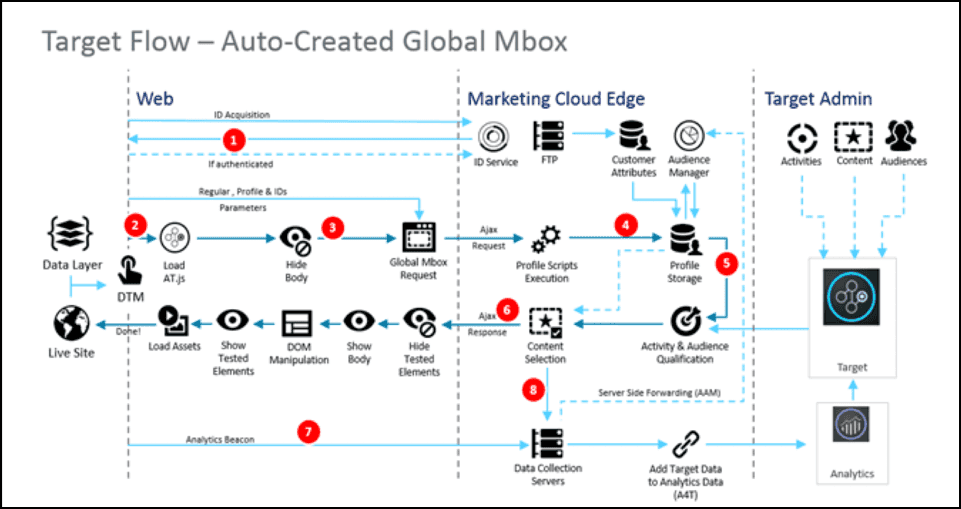 Target Flow – Auto-Created Global Mbox
Web
Marketing Cloud Edge
Target Admin
ID Acquisition
1
If authenticated
ID Service
FTP
Customer
Attributes
Audience
Manager
Activities
Content
Audiences
Regular , Profile & IDs
Parameters
Data Layer
DTM
2
Load
AT.js
Hide
Body
3
Global Mbox
Request
Ajax
Request
Profile Scripts
Execution
4
Profile
Storage
5
Live Site
Done!
Load Assets
Show
Tested
Elements
DOM
Manipulation
Show
Body
Hide
Tested
Elements
6
Ajax
Response
Content
Selection
Activity & Audience
Qualification
Target
8
Server Side Forwarding (AAM)
Analytics Beacon
7
Data Collection
Servers
Add Target Data
to Analytics Data
(A4T)
Analytics